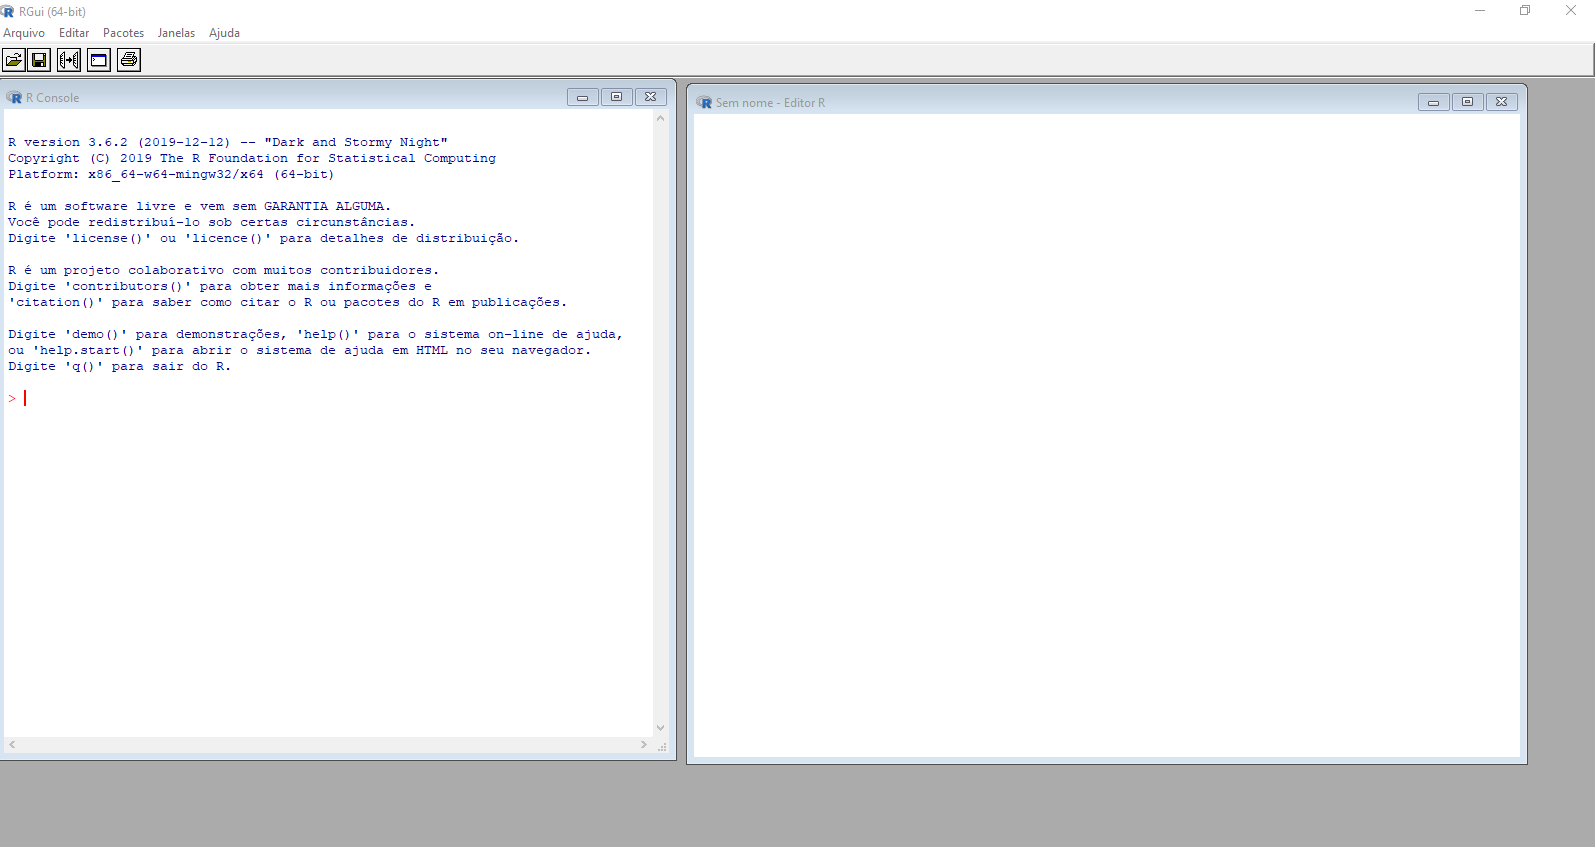 RGui (64-bit)
Arquivo Editar Pacotes Janelas Ajuda
R Console
R version 3.6.2 (2019-12-12) -- "Dark and Stormy Night"
Copyright (C) 2019 The R Foundation for Statistical Computing
Platform: x86_64-w64-mingw32/x64 (64-bit)
R é um software livre e vem sem GARANTIA ALGUMA.
Você pode redistribuí-lo sob certas circunstâncias.
Digite 'license()' ou 'licence()' para detalhes de distribuição.
R é um projeto colaborativo com muitos contribuidores.
Digite 'contributors()' para obter mais informações e
'citation()' para saber como citar o R ou pacotes do R em publicações.
Digite 'demo()' para demonstrações, 'help()' para o sistema on-line de ajuda,
ou 'help.start()' para abrir o sistema de ajuda em HTML no seu navegador.
Digite 'q()' para sair do R.
>
Sem nome - Editor R